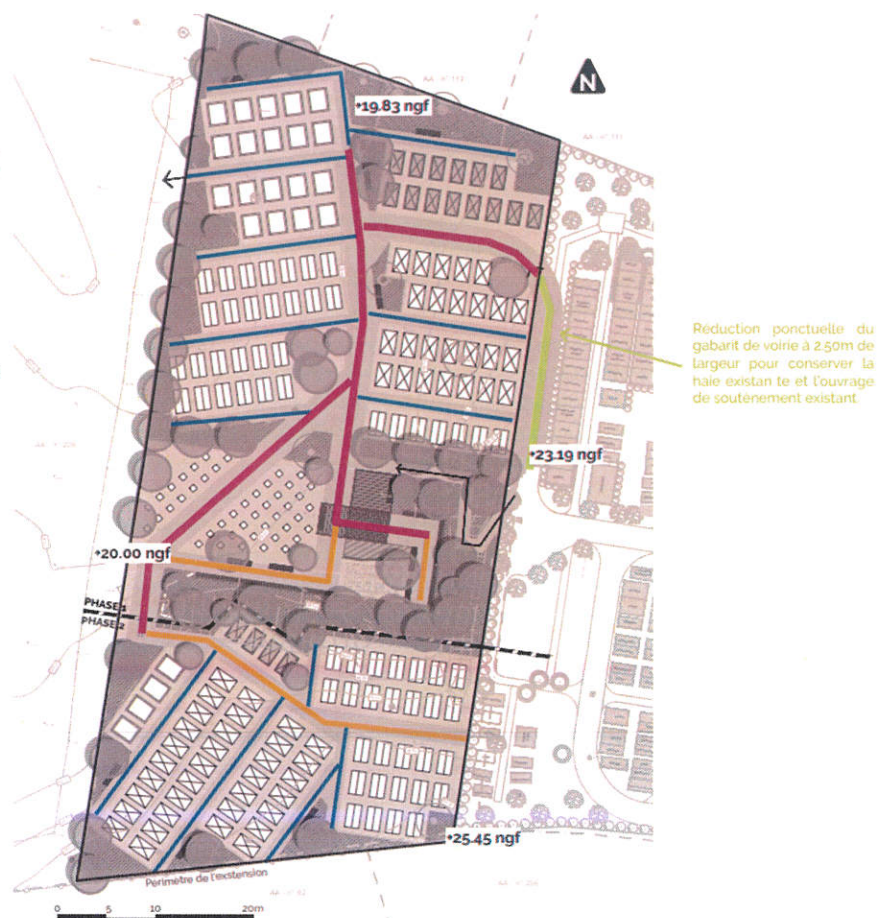 N
+19.83 ngf
Réduction ponctuelle du
gabarit de voirie à 2.50m de
largeur pour conserver la
haie existan te et l'ouvrage
de soutènement existant.
+23.19 ngf
+20.00 ngf
PHASE 1
PHASE 2
+25.45 ngf
Périmètre de l'exstension
0 5 10 20m